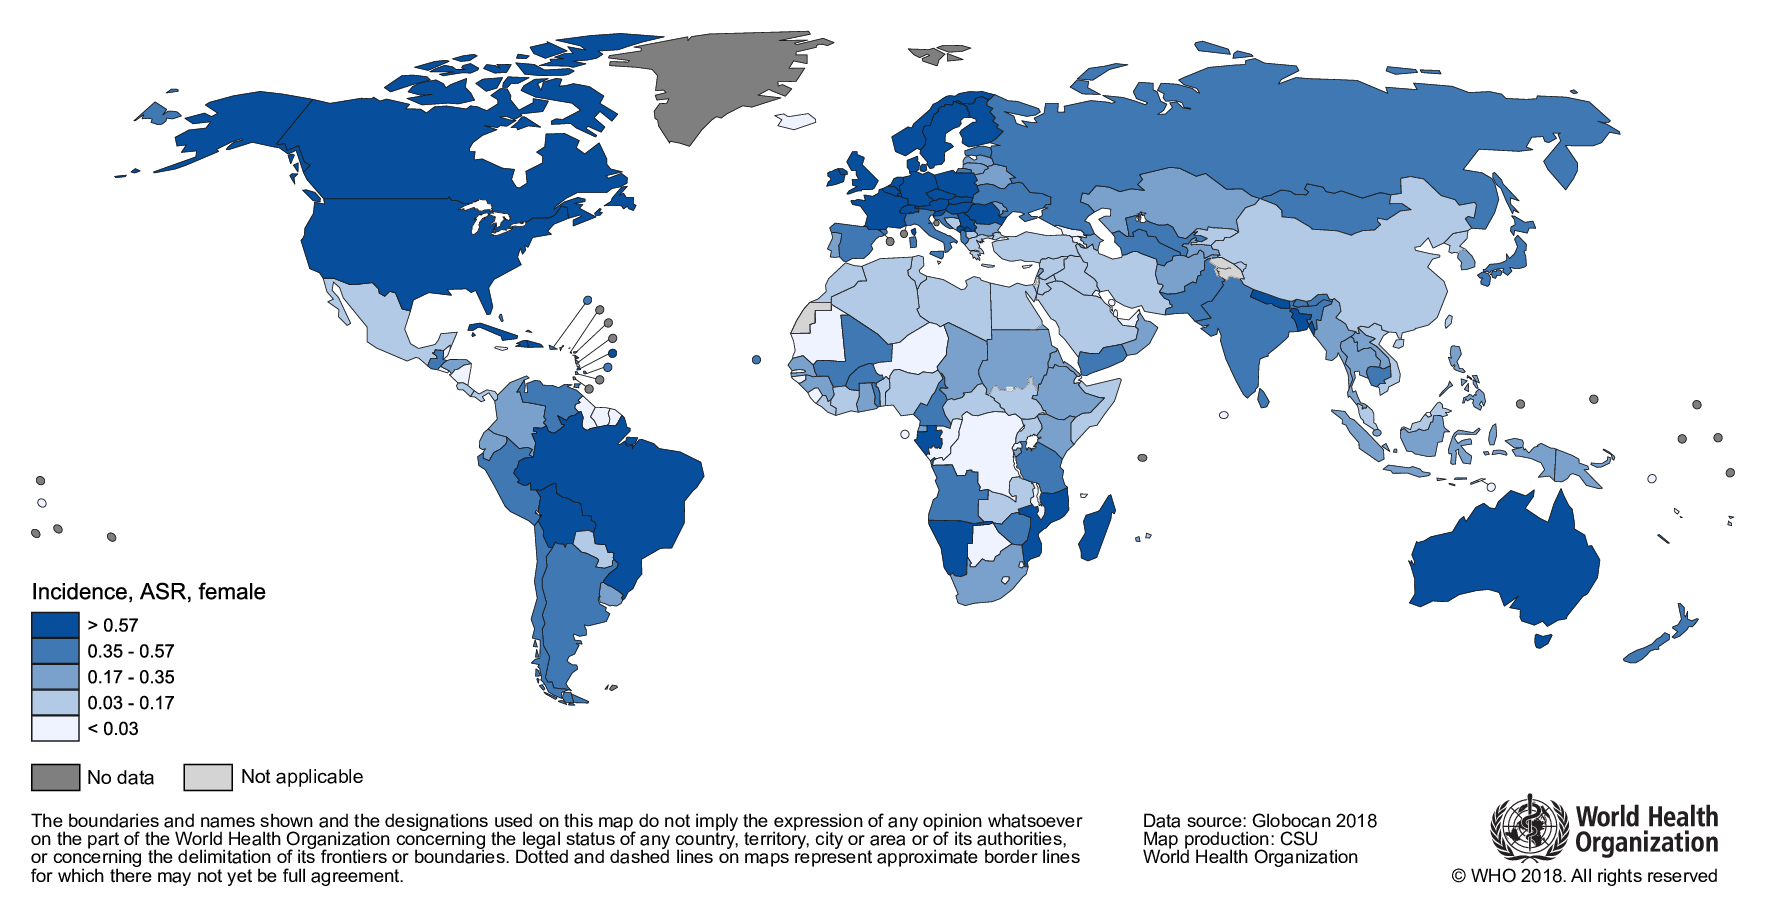 Incidence, ASR, female
> 0.57
0.35 - 0.57
0.17 - 0.35
0.03 - 0.17
< 0.03
No data
Not applicable
The boundaries and names shown and the designations used on this map do not imply the expression of any opinion whatsoever
on the part of the World Health Organization concerning the legal status of any country, territory, city or area or of its authorities,
or concerning the delimitation of its frontiers or boundaries. Dotted and dashed lines on maps represent approximate border lines
for which there may not yet be full agreement.
Data source: Globocan 2018
Map production: CSU
World Health Organization
World Health
Organization
© WHO 2018. All rights reserved